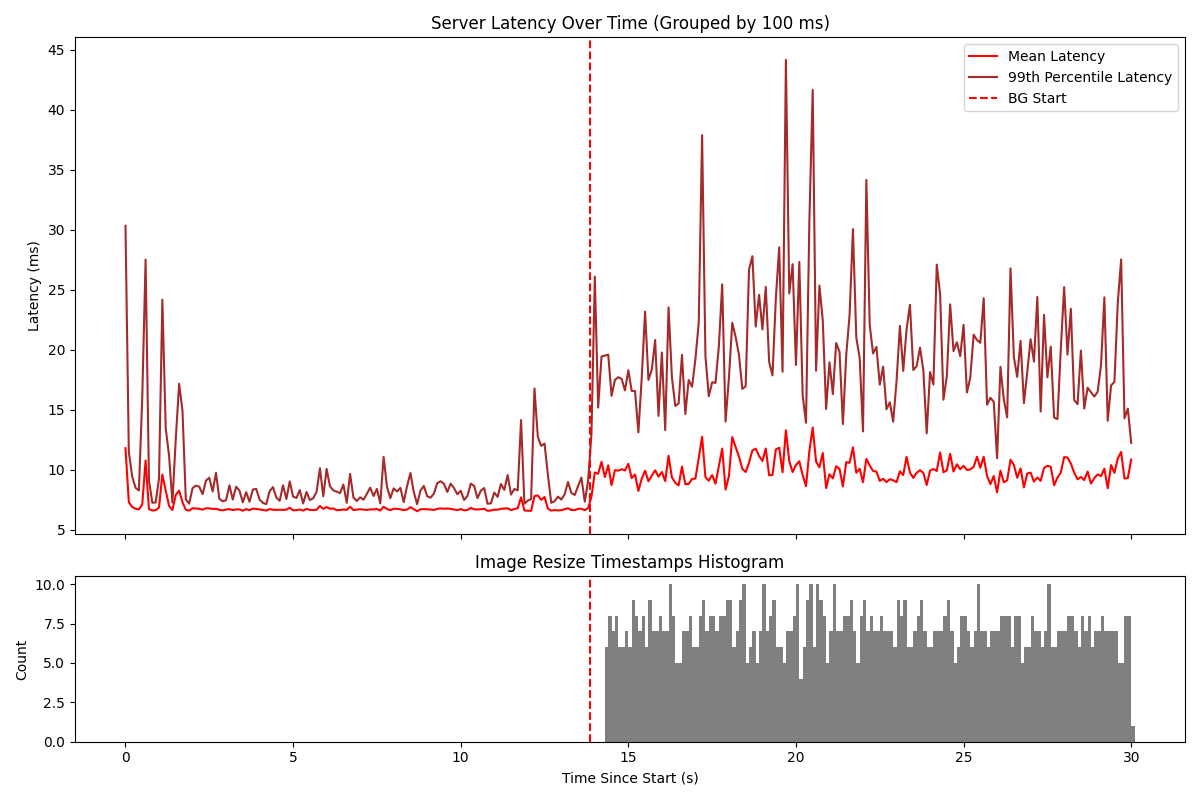 Server Latency Over Time (Grouped by 100 ms)
Mean Latency
99th Percentile Latency
BG Start
Latency (ms)
45
40
35
30
25
20
15
10
5
Image Resize Timestamps Histogram
Count
10.0
7.5
5.0
2.5
0.0
0 5 10 15 20 25 30
Time Since Start (s)